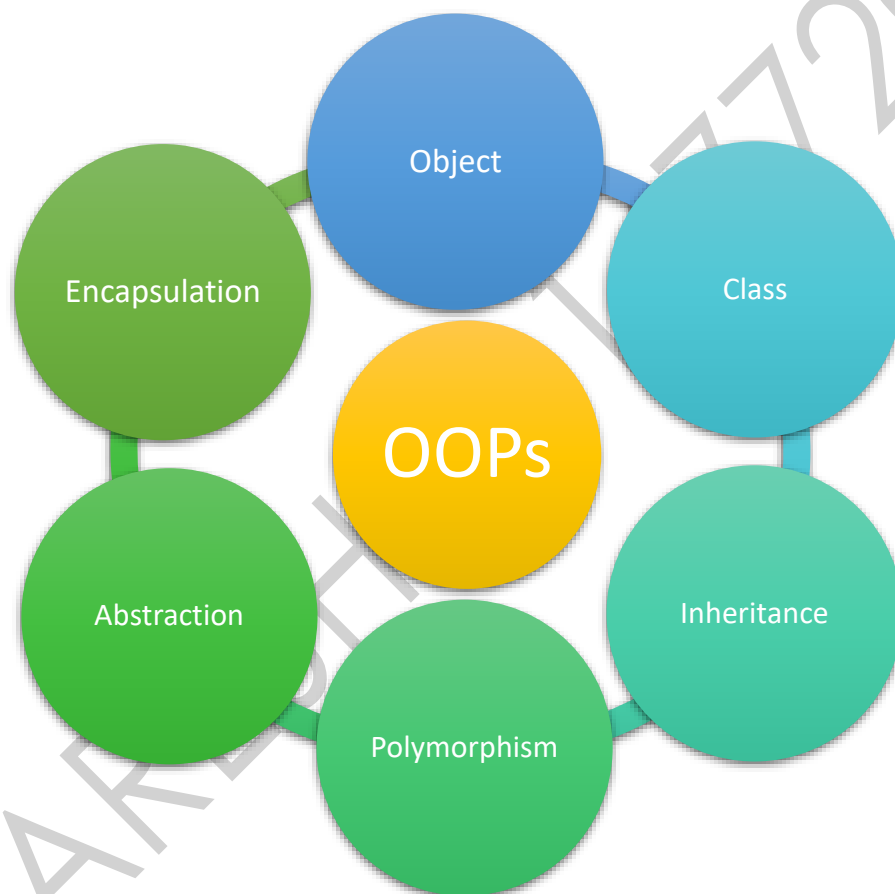 Object
Class
Inheritance
Polymorphism
Abstraction
Encapsulation
OOPs